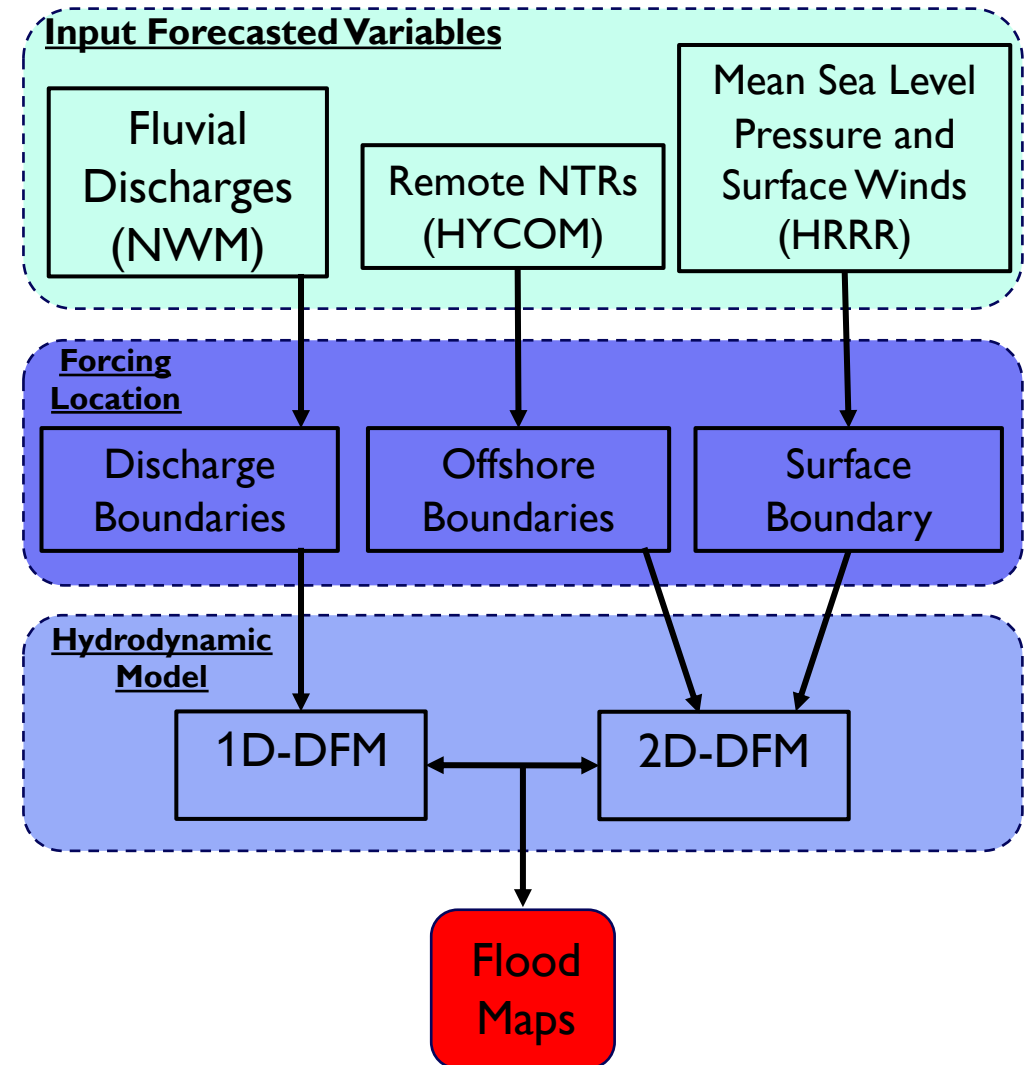 Input Forecasted Variables
Fluvial
Discharges
(NWM)
Remote NTRs
(HYCOM)
Mean Sea Level
Pressure and
Surface Winds
(HRRR)
Forcing
Location
Discharge
Boundaries
Offshore
Boundaries
Surface
Boundary
Hydrodynamic
Model
1D-DFM
2D-DFM
Flood
Maps